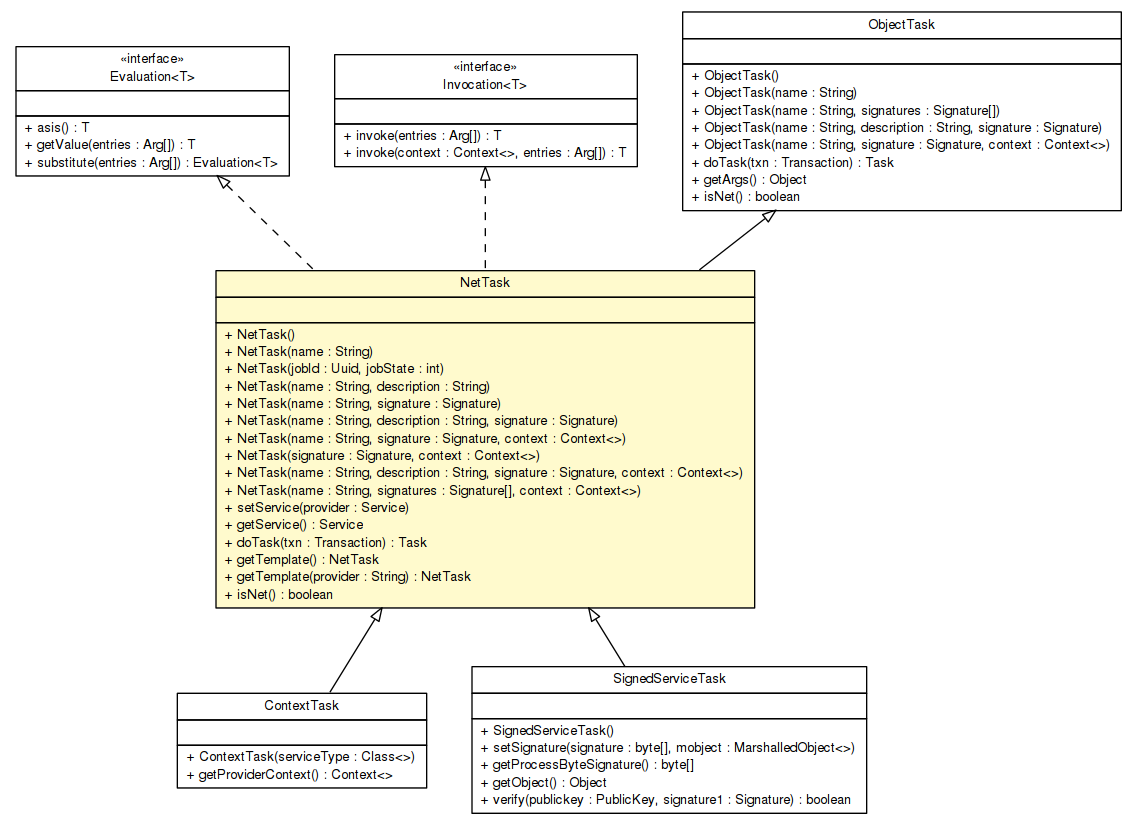 «interface»
Evaluation<T>
+ asis() : T
+ getValue(entries : Arg[]) : T
+ substitute(entries : Arg[]) : Evaluation<T>
«interface»
Invocation<T>
+ invoke(entries : Arg[]) : T
+ invoke(context : Context<>, entries : Arg[]) : T
ObjectTask
+ ObjectTask()
+ ObjectTask(name : String)
+ ObjectTask(name : String, signatures : Signature[])
+ ObjectTask(name : String, description : String, signature : Signature)
+ ObjectTask(name : String, signature : Signature, context : Context<>)
+ doTask(txn : Transaction) : Task
+ getArgs() : Object
+ isNet() : boolean
NetTask
+ NetTask()
+ NetTask(name : String)
+ NetTask(jobId : Uuid, jobState : int)
+ NetTask(name : String, description : String)
+ NetTask(name : String, signature : Signature)
+ NetTask(name : String, description : String, signature : Signature)
+ NetTask(name : String, signature : Signature, context : Context<>)
+ NetTask(signature : Signature, context : Context<>)
+ NetTask(name : String, description : String, signature : Signature, context : Context<>)
+ NetTask(name : String, signatures : Signature[], context : Context<>)
+ setService(provider : Service)
+ getService() : Service
+ doTask(txn : Transaction) : Task
+ getTemplate() : NetTask
+ getTemplate(provider : String) : NetTask
+ isNet() : boolean
ContextTask
+ ContextTask(serviceType : Class<>)
+ getProviderContext() : Context<>
SignedServiceTask
+ SignedServiceTask()
+ setSignature(signature : byte[], mobject : MarshalledObject<>)
+ getProcessByteSignature() : byte[]
+ getObject() : Object
+ verify(publickey : PublicKey, signature1 : Signature) : boolean